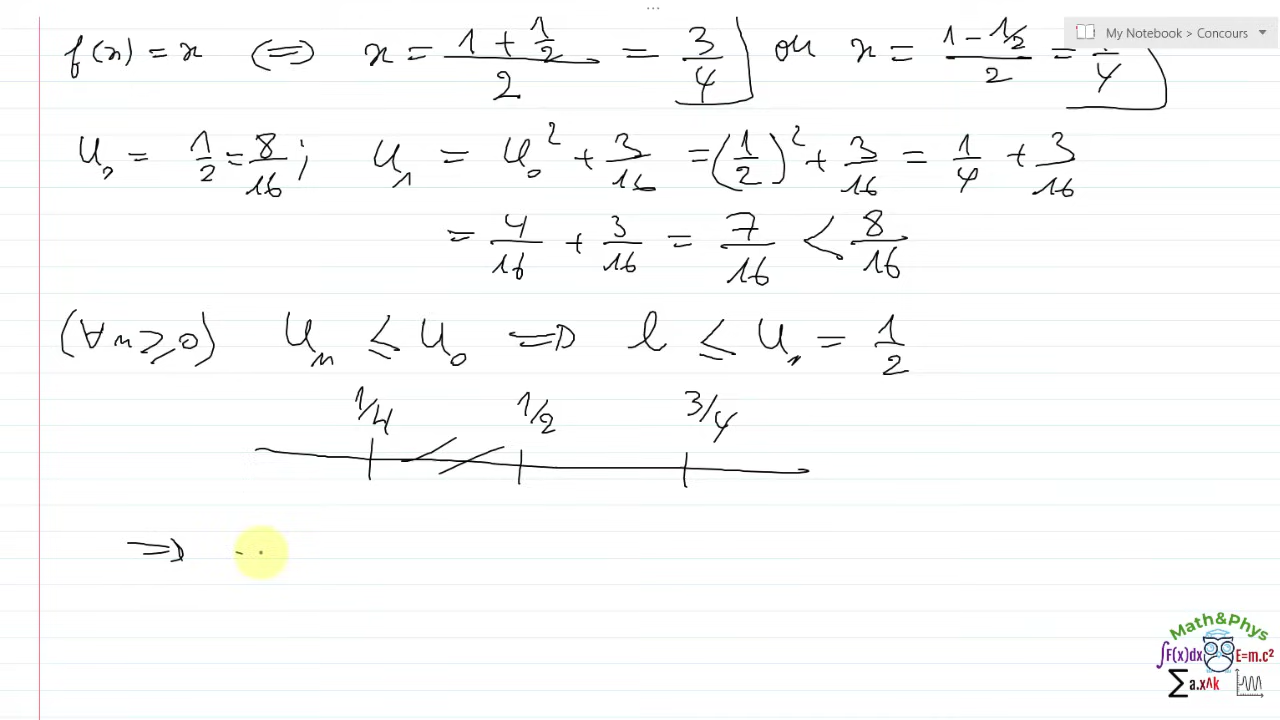 ...
My Notebook > Concours
f(x) = x ⟺ x = (1 + 1/2)/2 = 3/4 ou x = (1 - 1/2)/2 = 1/4
U₀ = 1/2 = 8/16 ; U₁ = U₀² + 3/16 = (1/2)² + 3/16 = 1/4 + 3/16
= 4/16 + 3/16 = 7/16 < 8/16
(∀n ≥ 0) Uₙ ≤ U₀ ⟹ l ≤ U₀ = 1/2
1/4 1/2 3/4
⟹
Math&Phys
∫F(x)dx E=m.c²
∑ a.x∧k